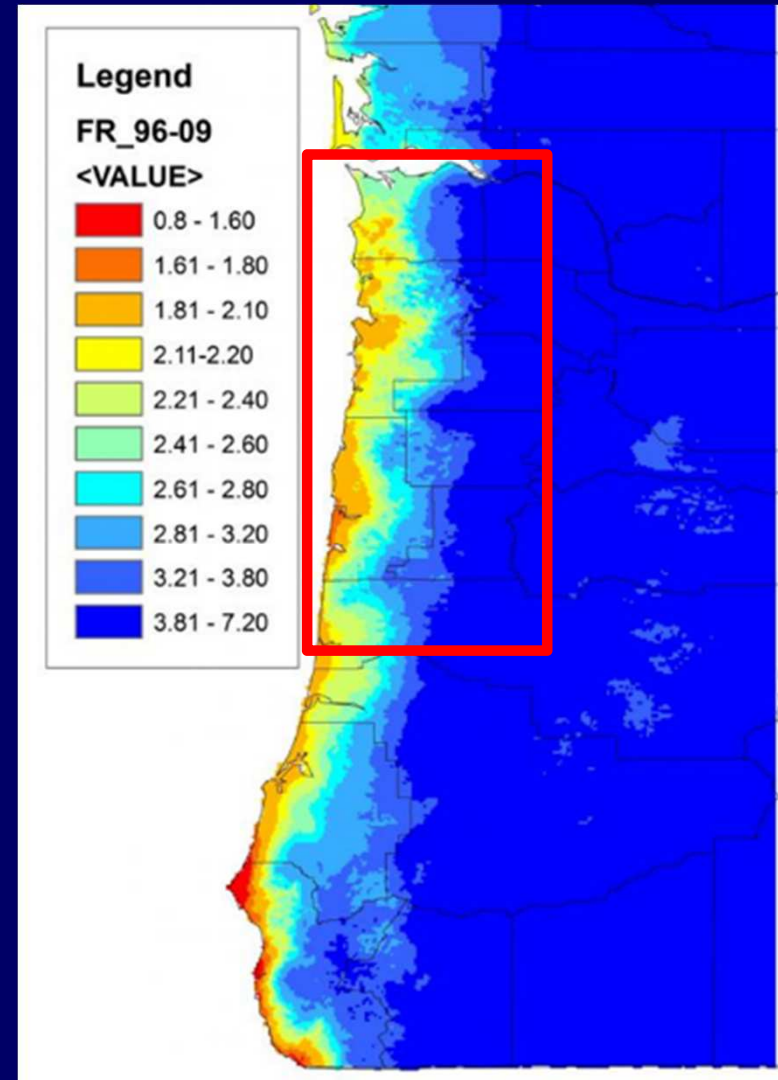 Legend
FR_96-09
<VALUE>
0.8 - 1.60
1.61 - 1.80
1.81 - 2.10
2.11-2.20
2.21 - 2.40
2.41 - 2.60
2.61 - 2.80
2.81 - 3.20
3.21 - 3.80
3.81 - 7.20